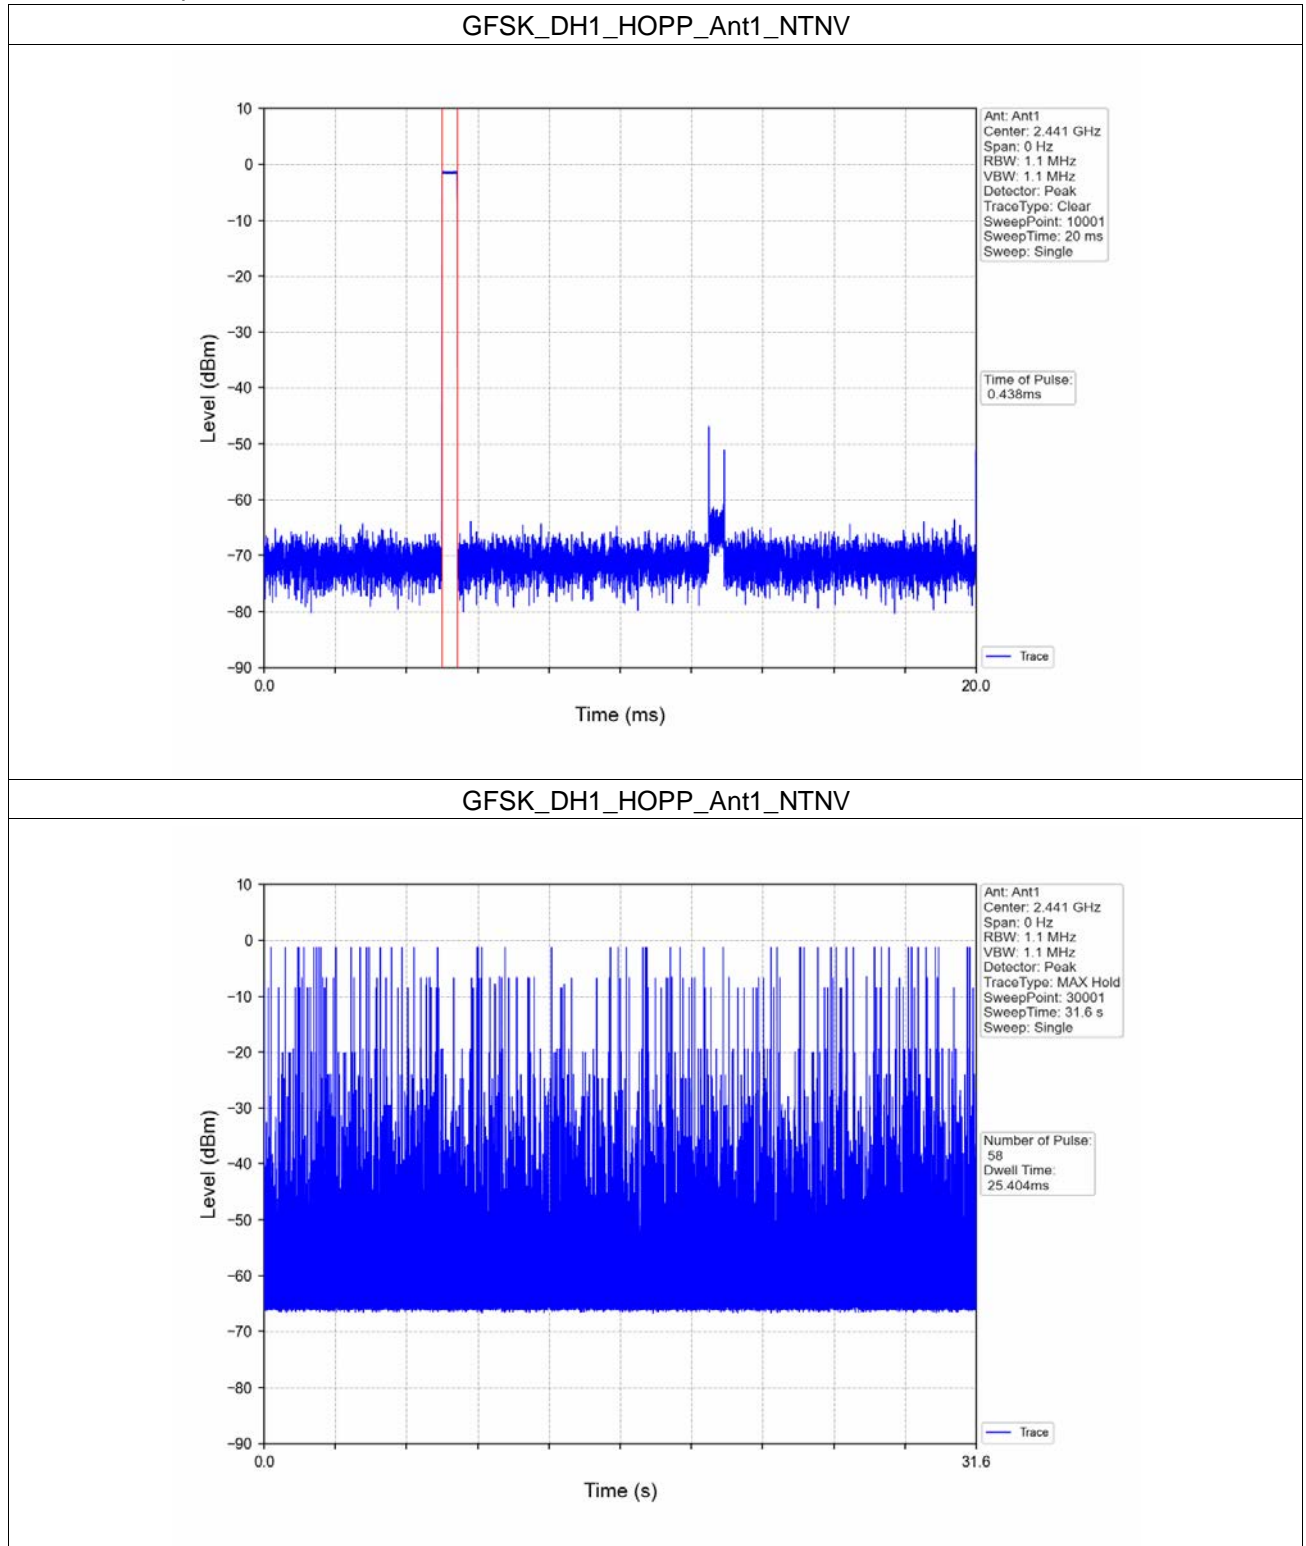 GFSK_DH1_HOPP_Ant1_NTNV
10
0
−10
−20
−30
−40
−50
−60
−70
−80
−90
Level (dBm)
0.0
20.0
Time (ms)
Ant: Ant1
Center: 2.441 GHz
Span: 0 Hz
RBW: 1.1 MHz
VBW: 1.1 MHz
Detector: Peak
TraceType: Clear
SweepPoint: 10001
SweepTime: 20 ms
Sweep: Single
Time of Pulse:
0.438ms
Trace
GFSK_DH1_HOPP_Ant1_NTNV
10
0
−10
−20
−30
−40
−50
−60
−70
−80
−90
Level (dBm)
0.0
31.6
Time (s)
Ant: Ant1
Center: 2.441 GHz
Span: 0 Hz
RBW: 1.1 MHz
VBW: 1.1 MHz
Detector: Peak
TraceType: MAX Hold
SweepPoint: 30001
SweepTime: 31.6 s
Sweep: Single
Number of Pulse:
58
Dwell Time:
25.404ms
Trace